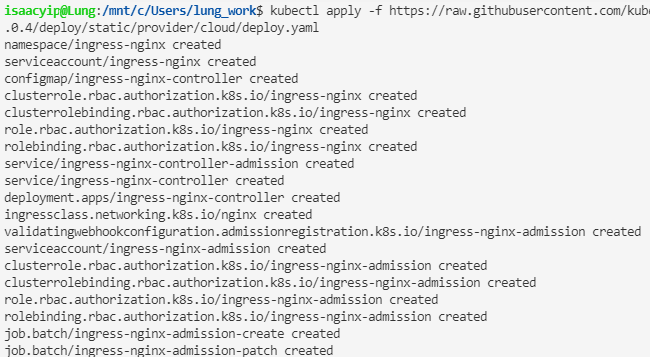 isaacyip@Lung:/mnt/c/Users/lung_work$ kubectl apply -f https://raw.githubusercontent.com/kube
.0.4/deploy/static/provider/cloud/deploy.yaml
namespace/ingress-nginx created
serviceaccount/ingress-nginx created
configmap/ingress-nginx-controller created
clusterrole.rbac.authorization.k8s.io/ingress-nginx created
clusterrolebinding.rbac.authorization.k8s.io/ingress-nginx created
role.rbac.authorization.k8s.io/ingress-nginx created
rolebinding.rbac.authorization.k8s.io/ingress-nginx created
service/ingress-nginx-controller-admission created
service/ingress-nginx-controller created
deployment.apps/ingress-nginx-controller created
ingressclass.networking.k8s.io/nginx created
validatingwebhookconfiguration.admissionregistration.k8s.io/ingress-nginx-admission created
serviceaccount/ingress-nginx-admission created
clusterrole.rbac.authorization.k8s.io/ingress-nginx-admission created
clusterrolebinding.rbac.authorization.k8s.io/ingress-nginx-admission created
role.rbac.authorization.k8s.io/ingress-nginx-admission created
rolebinding.rbac.authorization.k8s.io/ingress-nginx-admission created
job.batch/ingress-nginx-admission-create created
job.batch/ingress-nginx-admission-patch created